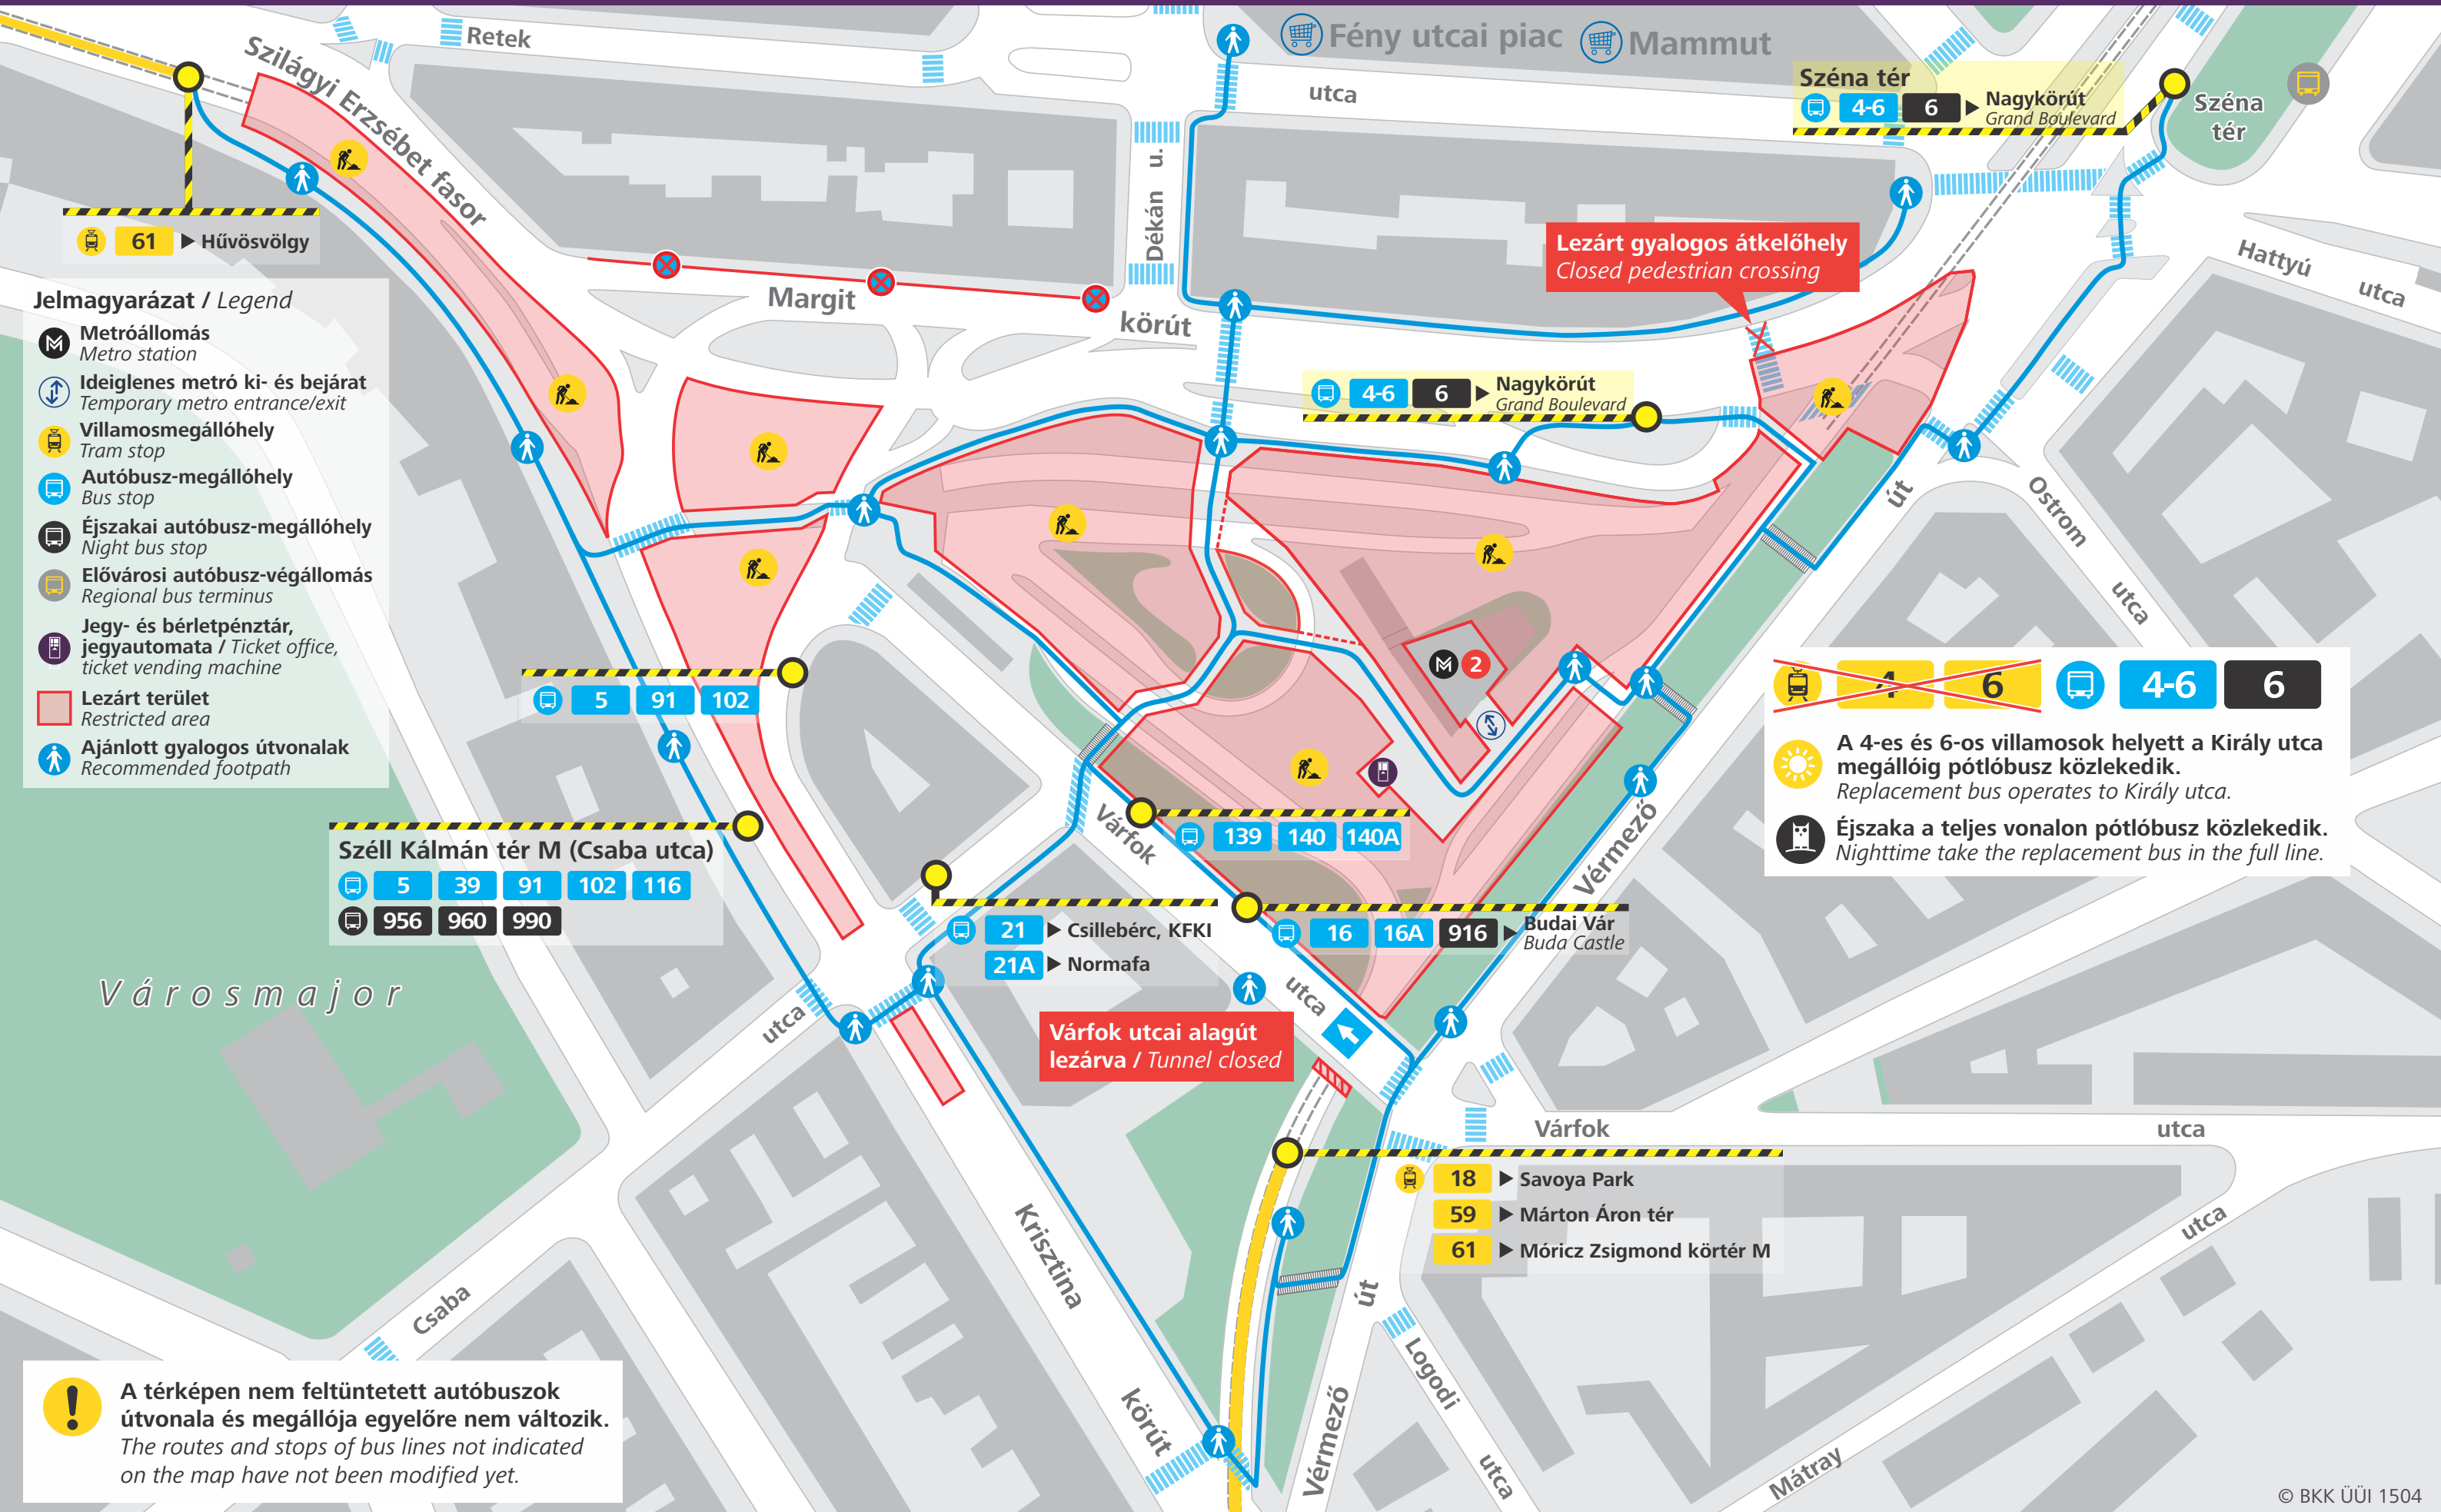 Retek
utca
Fény utcai piac
Mammut
Széna tér
4-6 6 Nagykörút
Grand Boulevard
Széna
tér
Szilágyi Erzsébet fasor
Dékán u.
61 Hűvösvölgy
Lezárt gyalogos átkelőhely
Closed pedestrian crossing
Hattyú
utca
Margit
körút
4-6 6 Nagykörút
Grand Boulevard
Jelmagyarázat / Legend
Metróállomás
Metro station
Ideiglenes metró ki- és bejárat
Temporary metro entrance/exit
Villamosmegállóhely
Tram stop
Autóbusz-megállóhely
Bus stop
Éjszakai autóbusz-megállóhely
Night bus stop
Elővárosi autóbusz-végállomás
Regional bus terminus
Jegy- és bérletpénztár,
jegyautomata / Ticket office,
ticket vending machine
Lezárt terület
Restricted area
Ajánlott gyalogos útvonalak
Recommended footpath
út
Ostrom
utca
M 2
5 91 102
4 6 4-6 6
A 4-es és 6-os villamosok helyett a Király utca
megállóig pótlóbusz közlekedik.
Replacement bus operates to Király utca.
Éjszaka a teljes vonalon pótlóbusz közlekedik.
Nighttime take the replacement bus in the full line.
Széll Kálmán tér M (Csaba utca)
5 39 91 102 116
956 960 990
Várfok
139 140 140A
Vérmező
21 Csillebérc, KFKI
21A Normafa
16 16A 916 Budai Vár
Buda Castle
Városmajor
utca
utca
Várfok utcai alagút
lezárva / Tunnel closed
Várfok
utca
18 Savoya Park
59 Márton Áron tér
61 Móricz Zsigmond körtér M
Krisztina
körút
Csaba
út
Vérmező
Logodi
utca
utca
Mátray
A térképen nem feltüntetett autóbuszok
útvonala és megállója egyelőre nem változik.
The routes and stops of bus lines not indicated
on the map have not been modified yet.
© BKK ÜÜI 1504